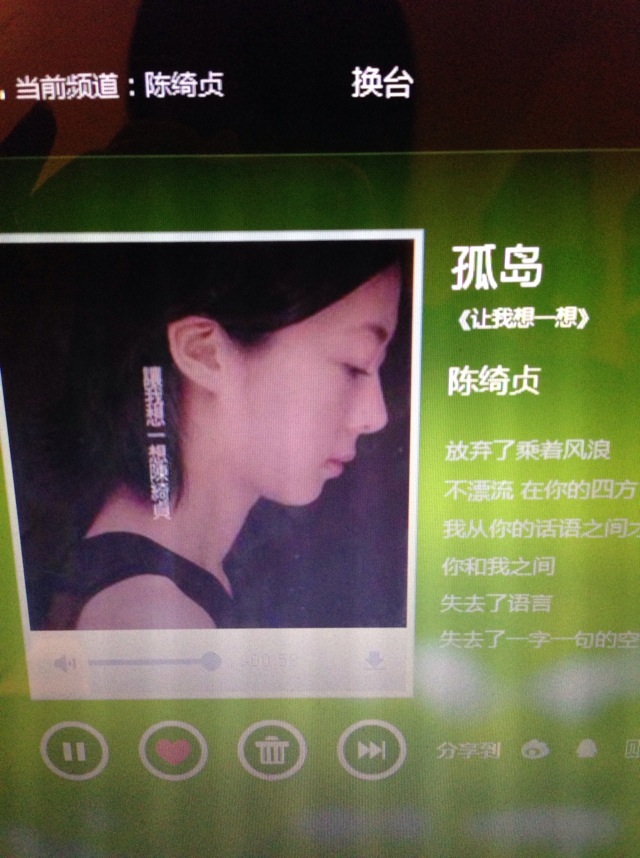 当前频道：陈绮贞
换台
讓我想一想陳綺貞
孤岛
《让我想一想》
陈绮贞
放弃了乘着风浪
不漂流 在你的四方
我从你的话语之间
你和我之间
失去了语言
失去了一字一句的空
分享到